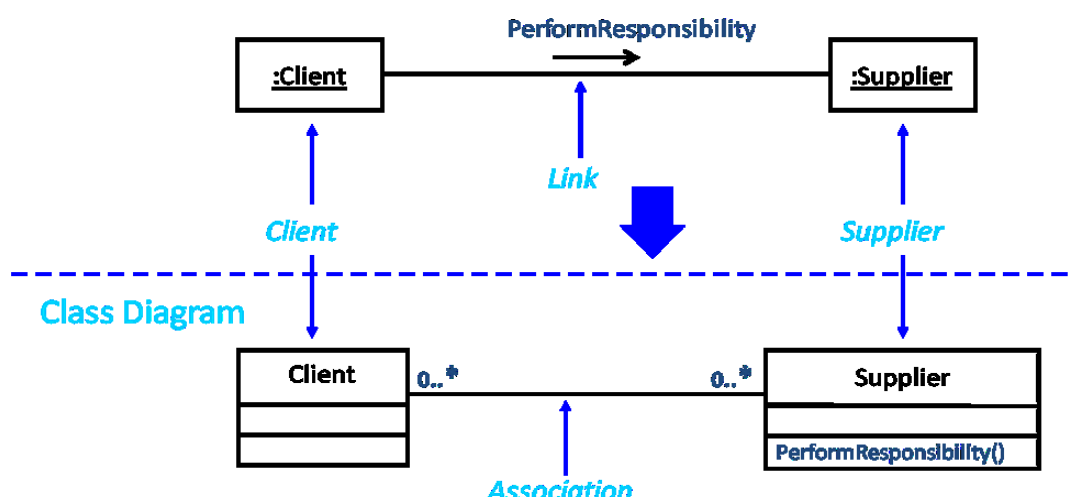 PerformResponsibility
:Client
:Supplier
Link
Client
Supplier
Class Diagram
Client
0..*
0..*
Supplier
PerformResponsibility()
Association